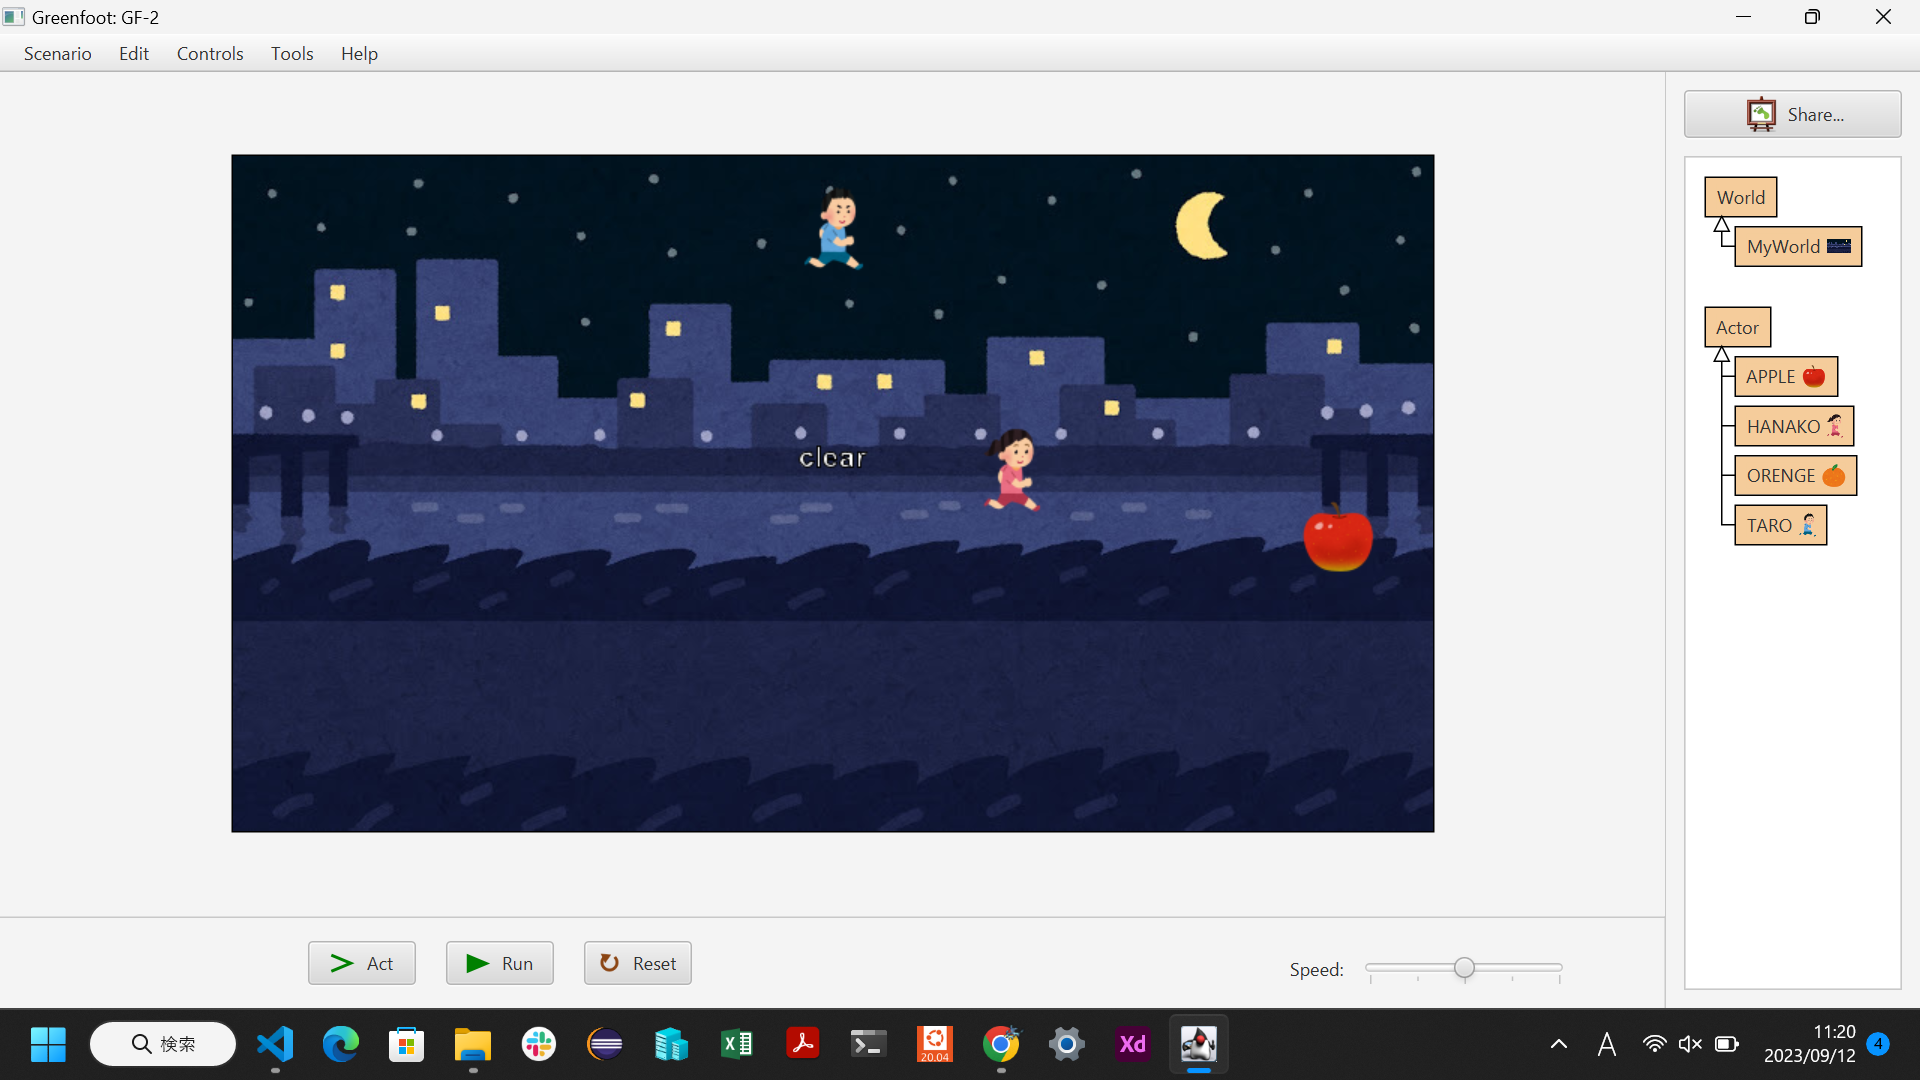 Greenfoot: GF-2
Scenario Edit Controls Tools Help
Share...
World
MyWorld
Actor
APPLE
HANAKO
ORENGE
TARO
clear
Act Run Reset Speed:
検索
20.04
Xd
A
11:20
2023/09/12
4